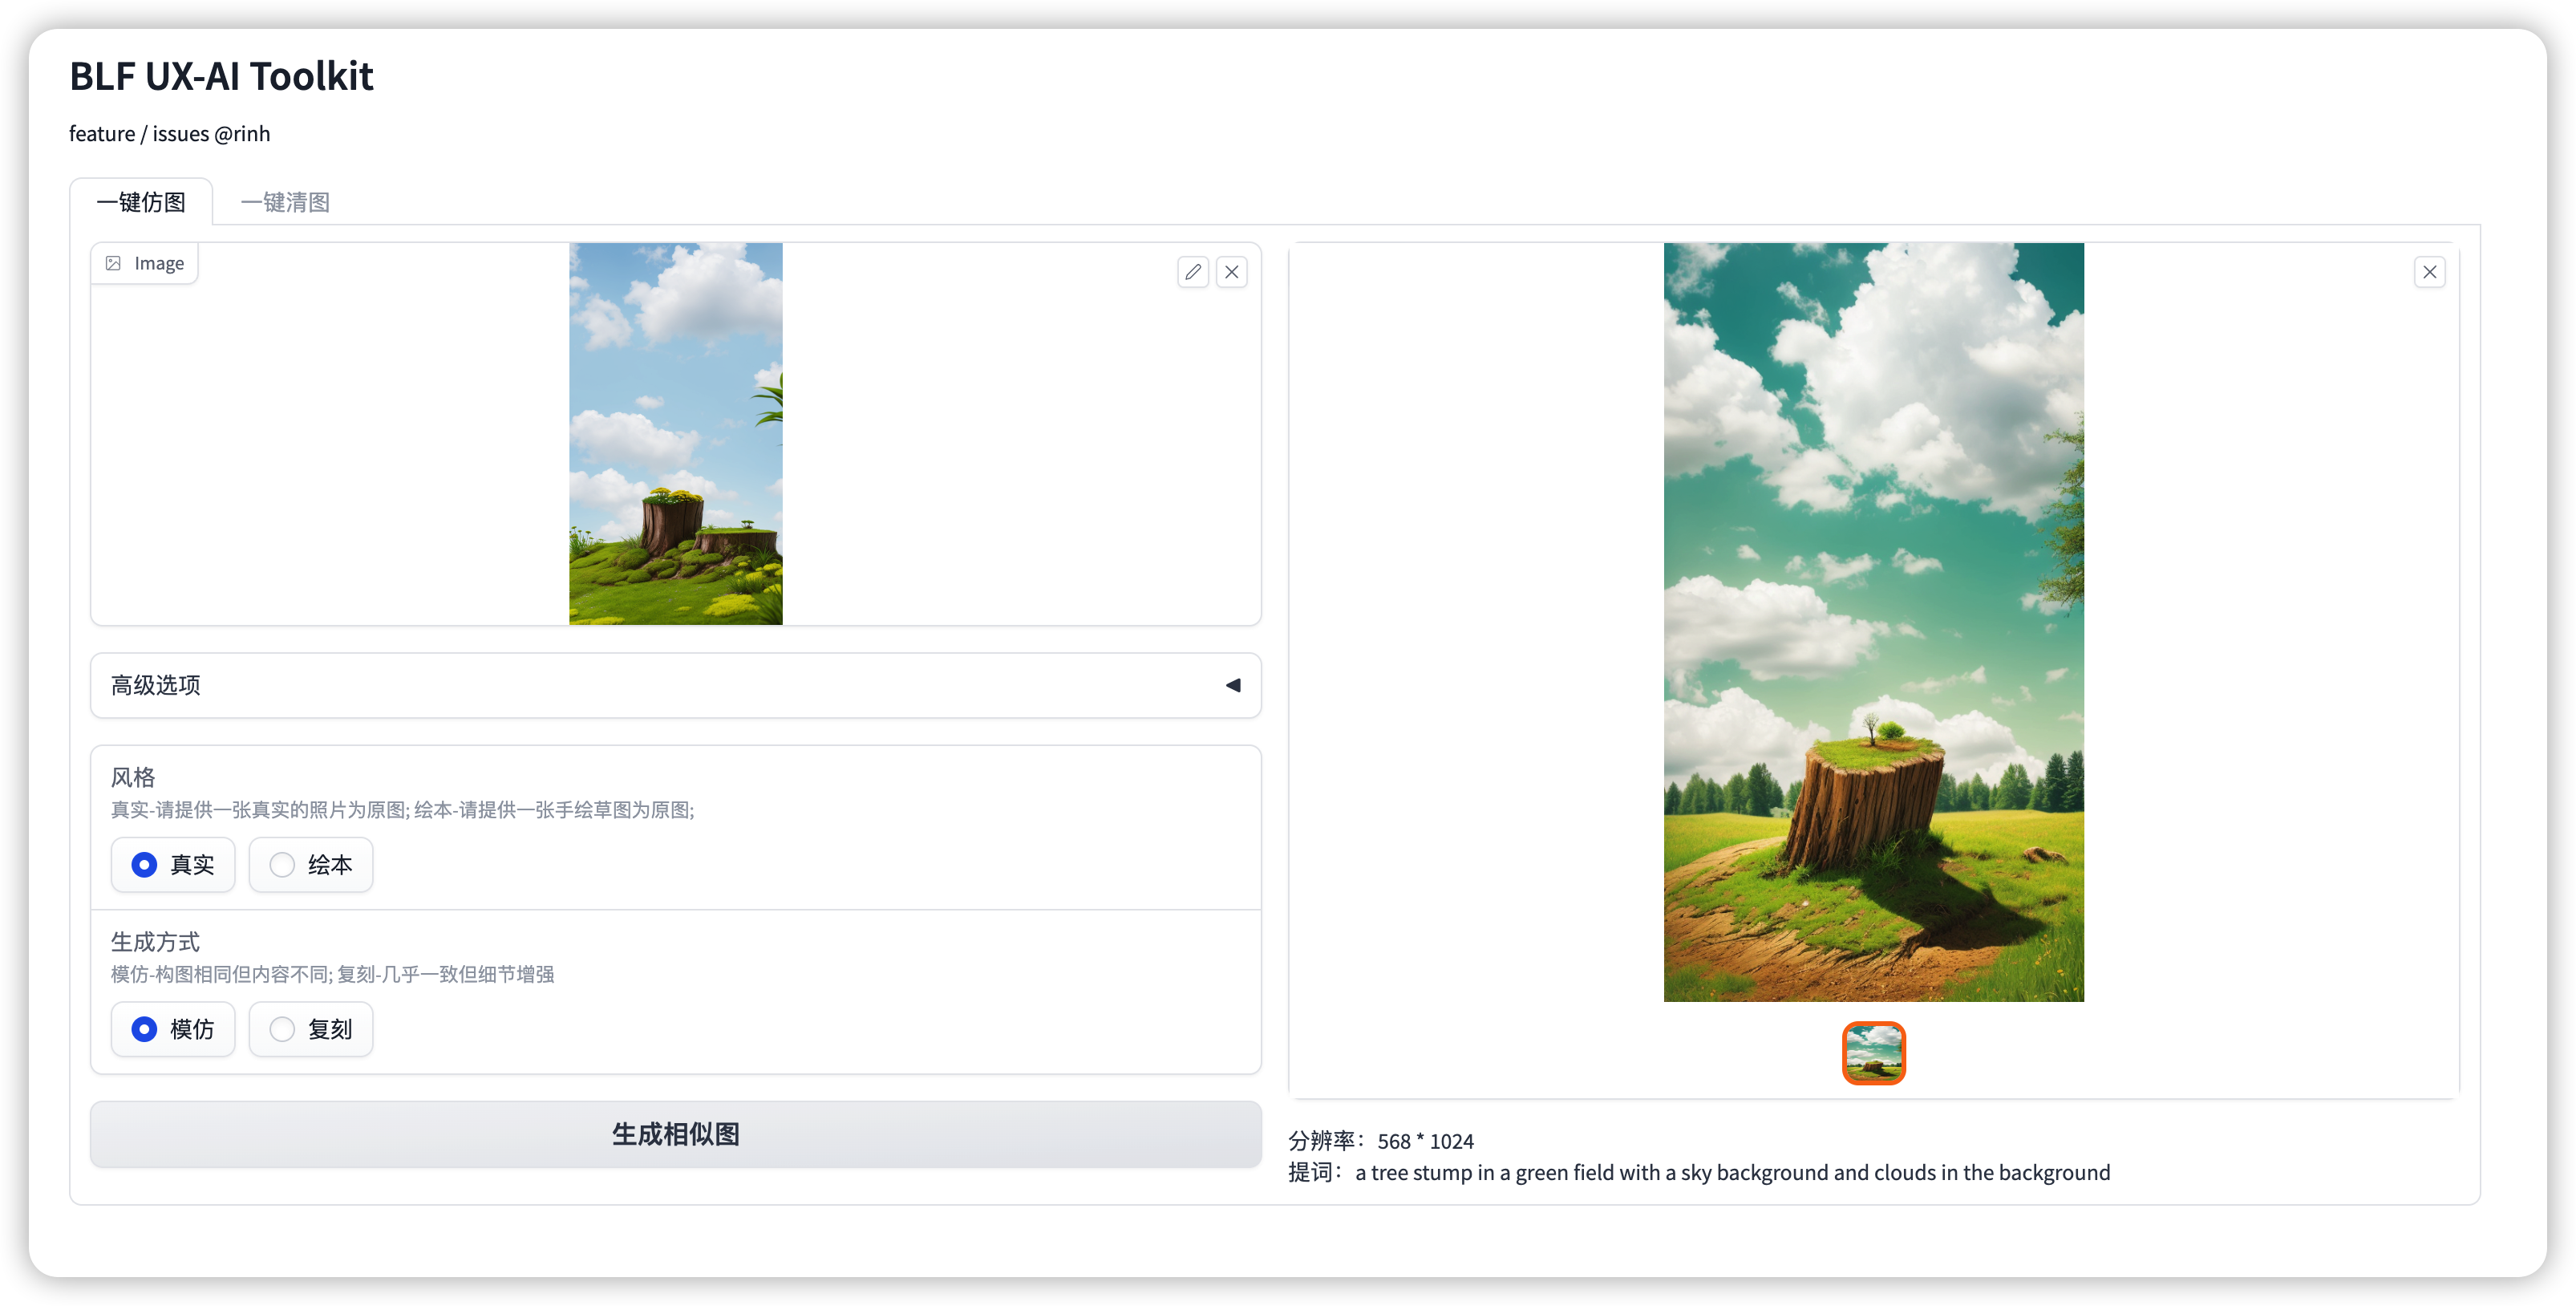 BLF UX-AI Toolkit
feature / issues @rinh
一键仿图
一键清图
Image
高级选项
风格
真实-请提供一张真实的照片为原图; 绘本-请提供一张手绘草图为原图;
真实
绘本
生成方式
模仿-构图相同但内容不同; 复刻-几乎一致但细节增强
模仿
复刻
生成相似图
分辨率：568 * 1024
提词：a tree stump in a green field with a sky background and clouds in the background